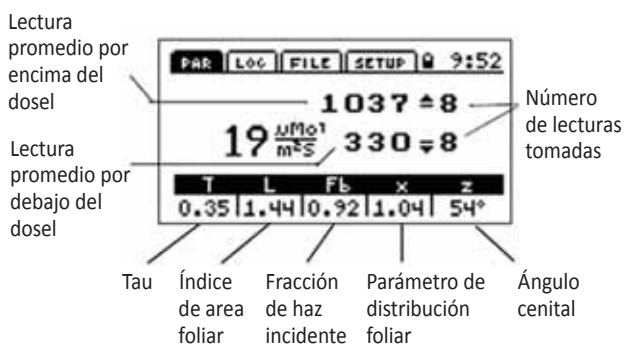 Lectura
promedio por
encima del
dosel
PAR LOG FILE SETUP 9:52
1037 8
19 µMol/m²S 330 8
Número
de lecturas
tomadas
Lectura
promedio por
debajo del
dosel
T L Fb x z
0.35 1.44 0.92 1.04 54°
Tau
Índice
de area
foliar
Fracción
de haz
incidente
Parámetro de
distribución
foliar
Ángulo
cenital